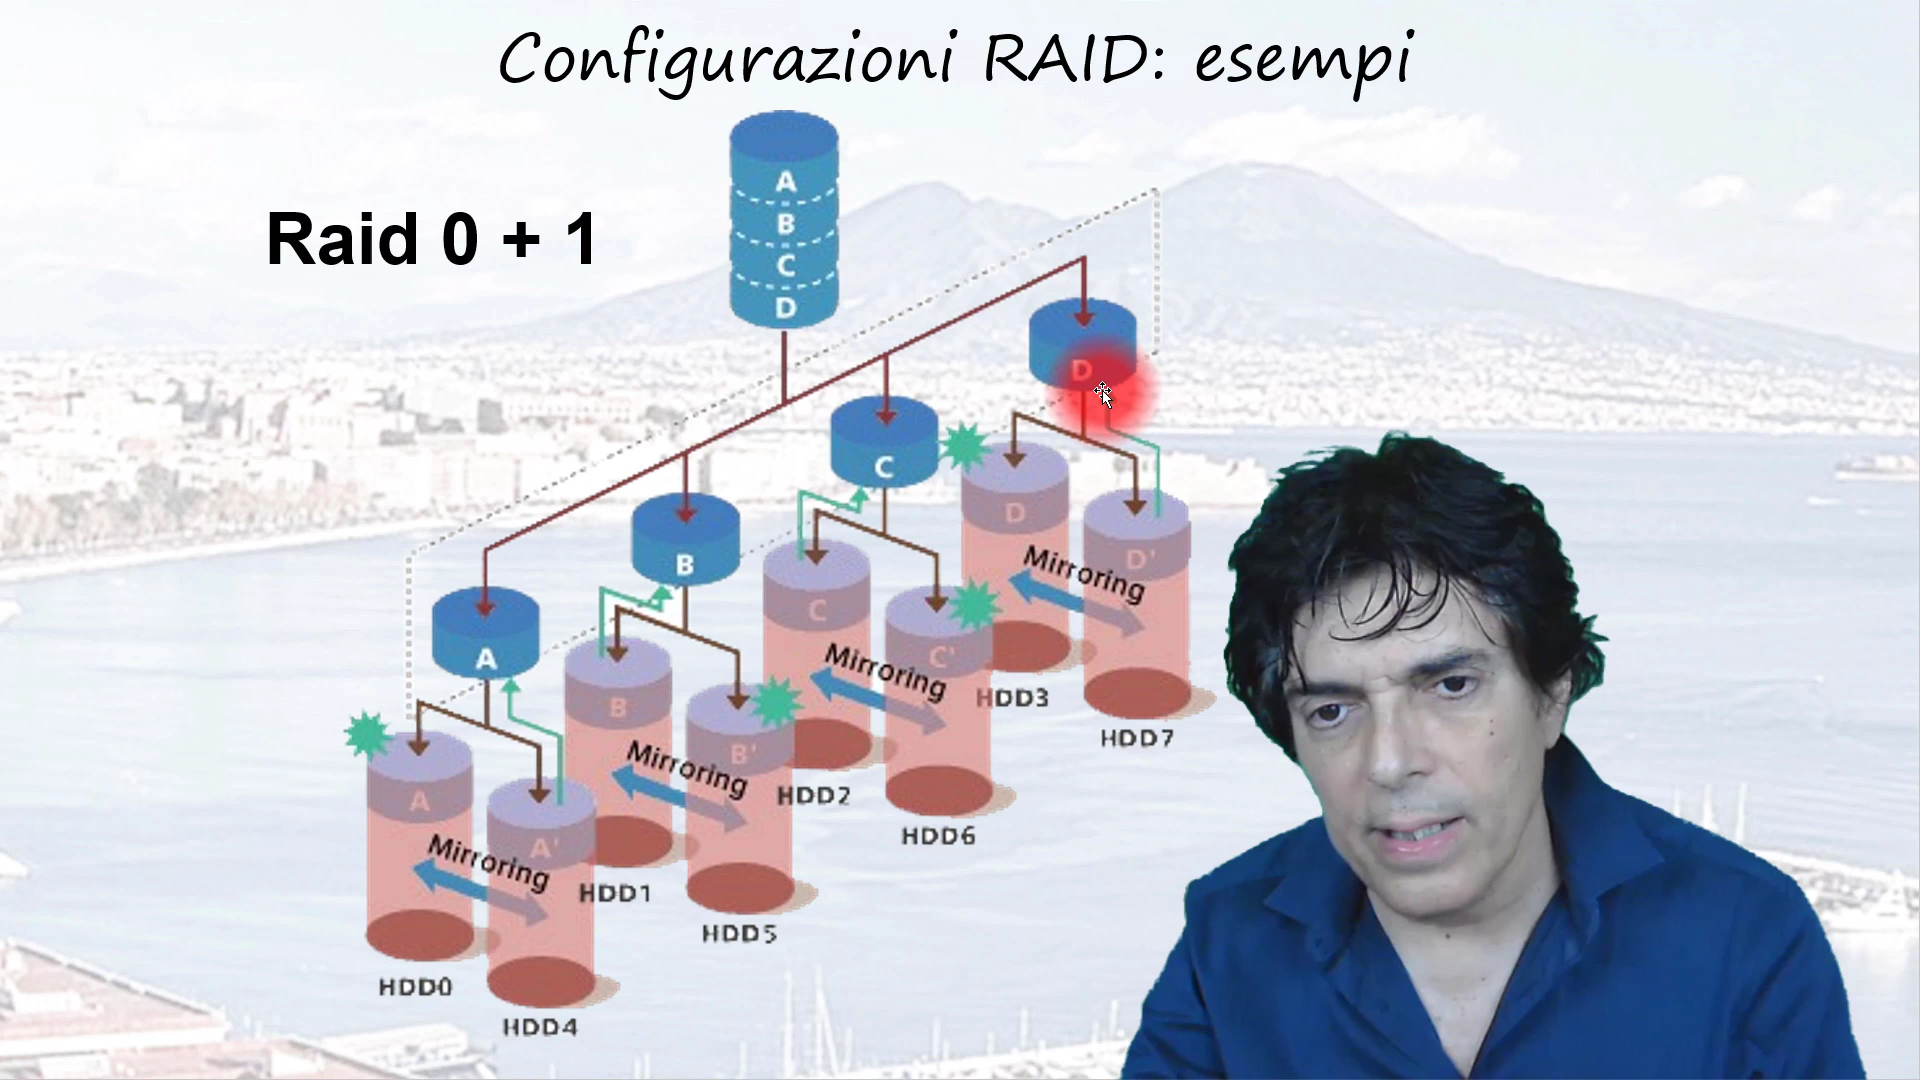 Configurazioni RAID: esempi
Raid 0 + 1
A
B
C
D
D
C
B
A
D
D'
Mirroring
HDD3
HDD7
C
C'
Mirroring
HDD2
HDD6
B
B'
Mirroring
HDD1
HDD5
A
A'
Mirroring
HDD0
HDD4